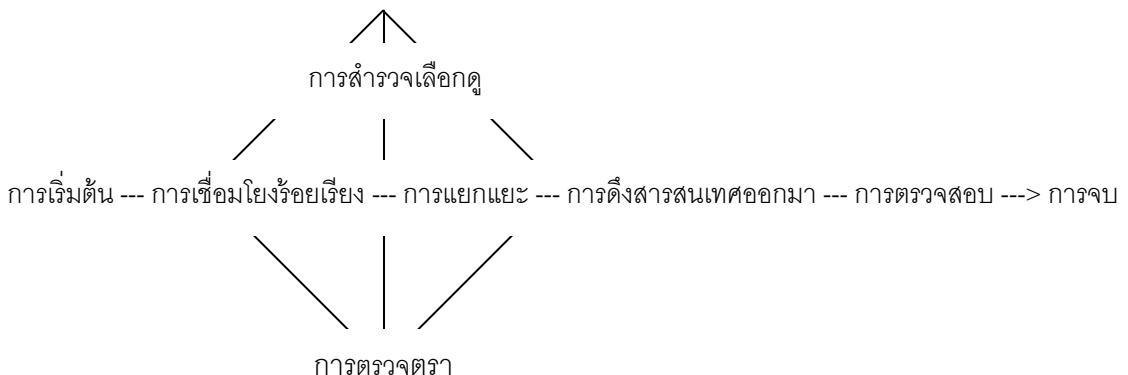 การสำรวจเลือกดู
การเริ่มต้น --- การเชื่อมโยงร้อยเรียง --- การแยกแยะ --- การดึงสารสนเทศออกมา --- การตรวจสอบ ---> การจบ
การตรวจตรา